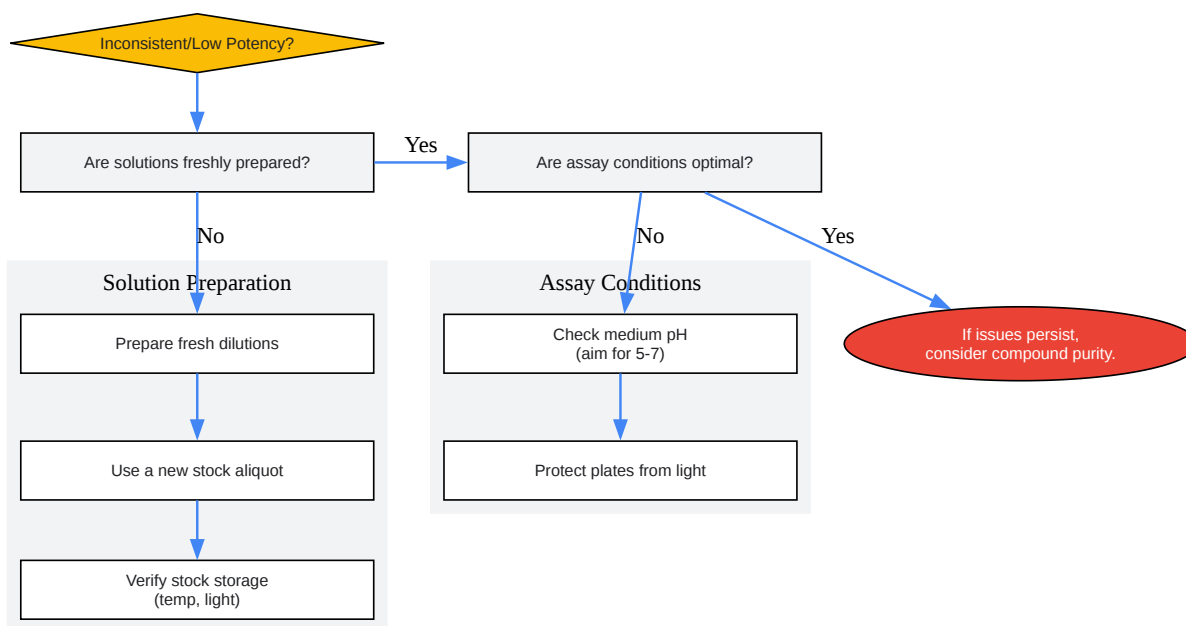 Inconsistent/Low Potency?
Are solutions freshly prepared?
Yes
Are assay conditions optimal?
No
No
Yes
Solution Preparation
Assay Conditions
Prepare fresh dilutions
Check medium pH
(aim for 5-7)
If issues persist,
consider compound purity.
Use a new stock aliquot
Protect plates from light
Verify stock storage
(temp, light)